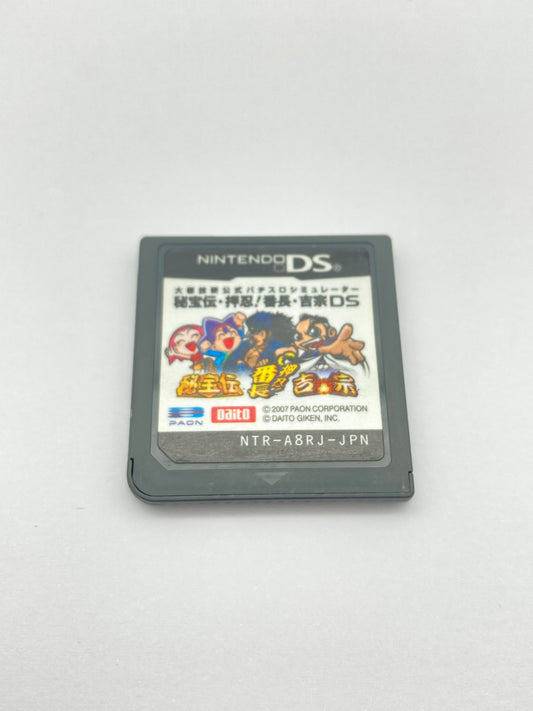 NINTENDO DS®
大都技研公式パチスロシミュレーター
秘宝伝・押忍!番長・吉宗DS
秘宝伝 押忍!番長 吉宗
PAON DaitO © 2007 PAON CORPORATION
© DAITO GIKEN, INC.
NTR-A8RJ-JPN